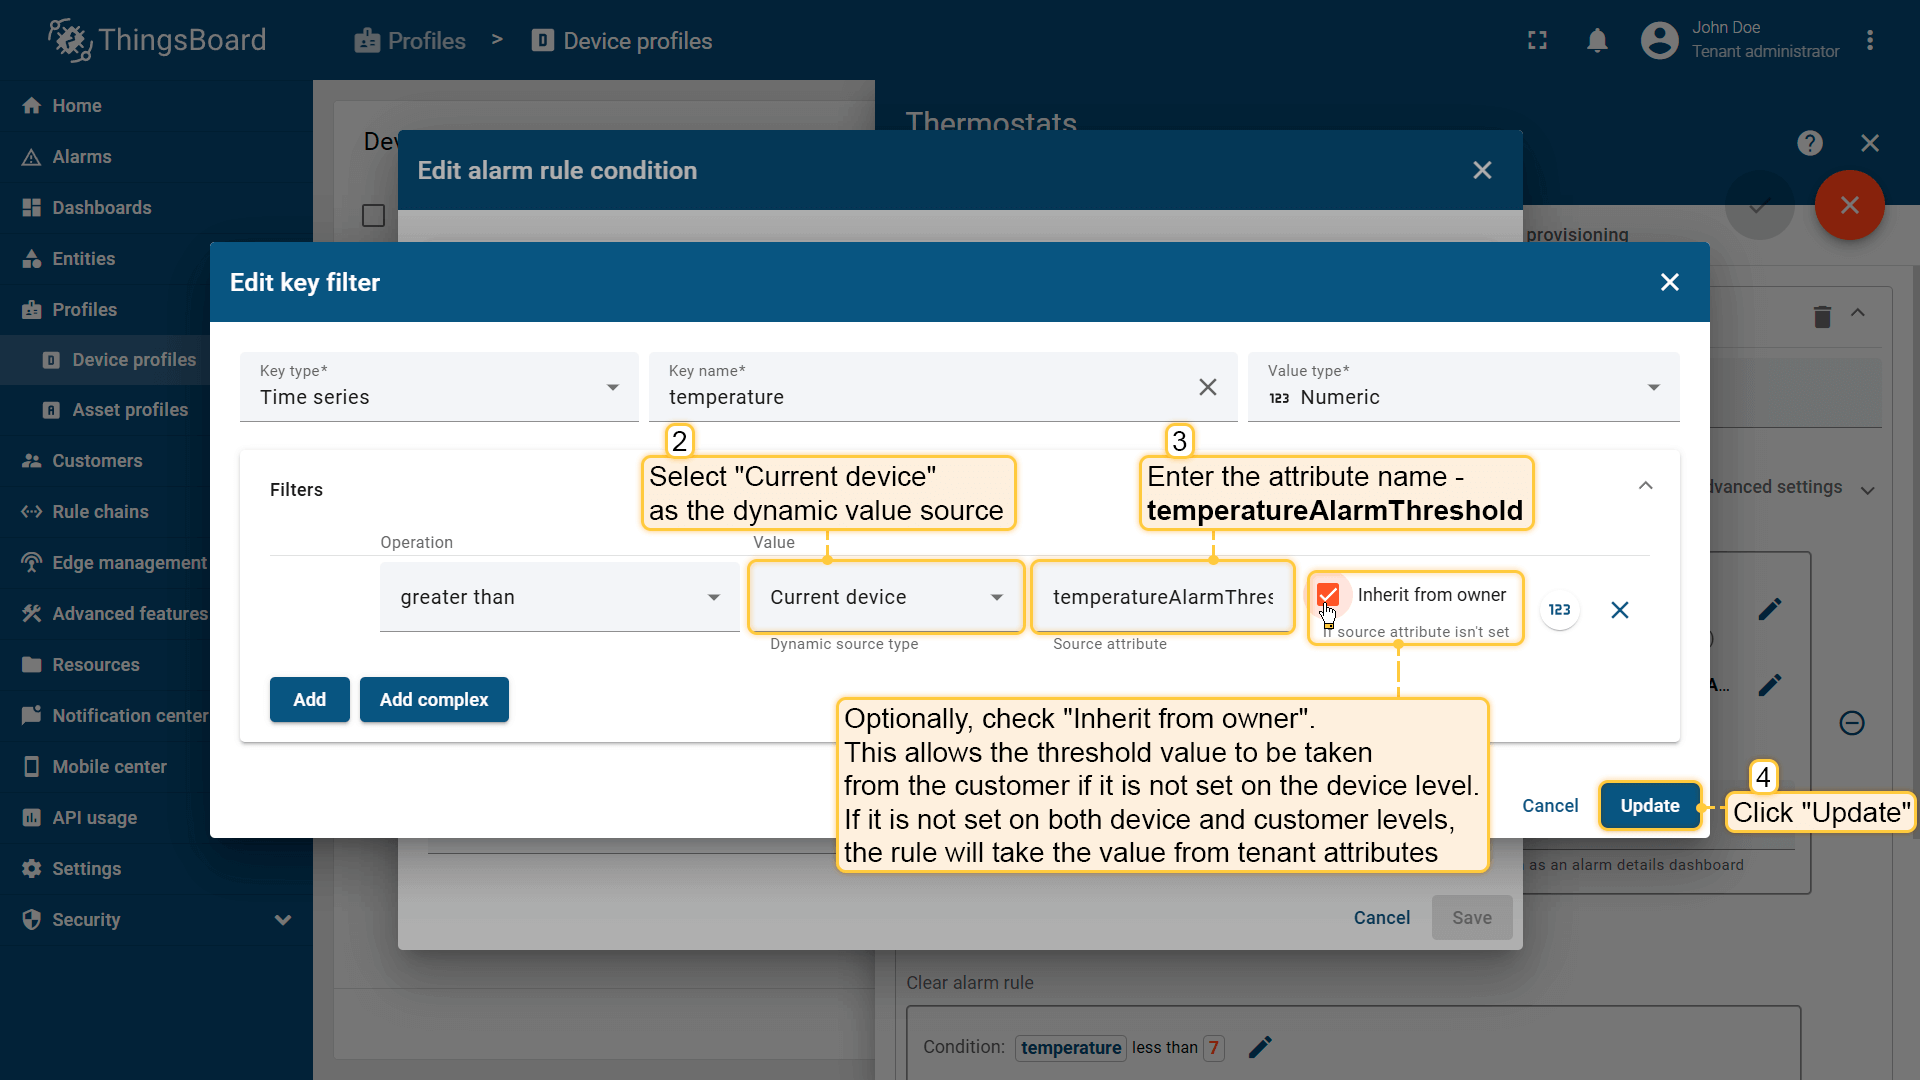 ThingsBoard
Profiles > Device profiles
John Doe
Tenant administrator
Home
Alarms
Dashboards
Entities
Profiles
Device profiles
Asset profiles
Customers
Rule chains
Edge management
Advanced features
Resources
Notification center
Mobile center
API usage
Settings
Security
Thermostats
Edit alarm rule condition
provisioning
Edit key filter
Key type*
Time series
Key name*
temperature
Value type*
123 Numeric
2
Select "Current device"
as the dynamic value source
3
Enter the attribute name -
temperatureAlarmThreshold
Filters
Operation
Value
greater than
Current device
Dynamic source type
temperatureAlarmThres
Source attribute
Inherit from owner
If source attribute isn't set
123
Add
Add complex
Optionally, check "Inherit from owner".
This allows the threshold value to be taken
from the customer if it is not set on the device level.
If it is not set on both device and customer levels,
the rule will take the value from tenant attributes
Cancel
Update
4
Click "Update"
settings
as an alarm details dashboard
Cancel
Save
Clear alarm rule
Condition: temperature less than 7